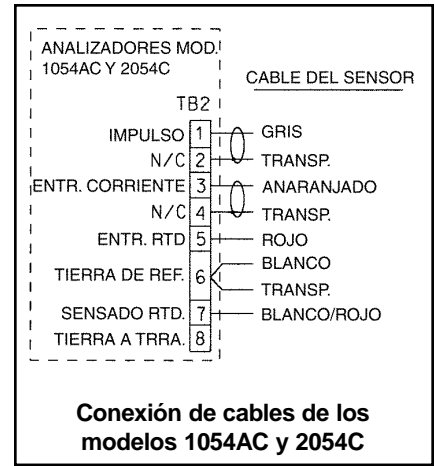 ANALIZADORES MOD.
1054AC Y 2054C
CABLE DEL SENSOR
TB2
IMPULSO 1 GRIS
N/C 2 TRANSP.
ENTR. CORRIENTE 3 ANARANJADO
N/C 4 TRANSP.
ENTR. RTD 5 ROJO
TIERRA DE REF. 6 BLANCO
TRANSP.
SENSADO RTD. 7 BLANCO/ROJO
TIERRA A TRRA. 8
Conexión de cables de los
modelos 1054AC y 2054C